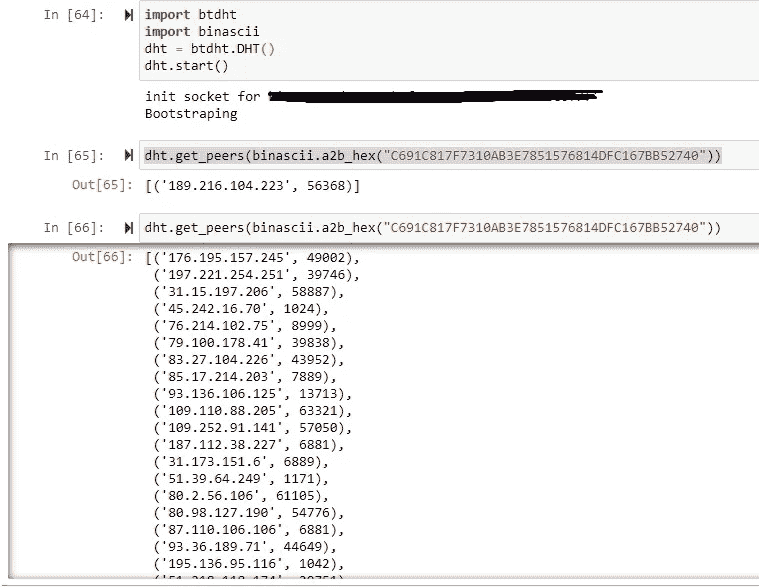 In [64]: import btdht
import binascii
dht = btdht.DHT()
dht.start()
init socket for
Bootstraping
In [65]: dht.get_peers(binascii.a2b_hex("C691C817F7310AB3E7851576814DFC167BB52740"))
Out[65]: [('189.216.104.223', 56368)]
In [66]: dht.get_peers(binascii.a2b_hex("C691C817F7310AB3E7851576814DFC167BB52740"))
Out[66]: [('176.195.157.245', 49002),
('197.221.254.251', 39746),
('31.15.197.206', 58887),
('45.242.16.70', 1024),
('76.214.102.75', 8999),
('79.100.178.41', 39838),
('83.27.104.226', 43952),
('85.17.214.203', 7889),
('93.136.106.125', 13713),
('109.110.88.205', 63321),
('109.252.91.141', 57050),
('187.112.38.227', 6881),
('31.173.151.6', 6889),
('51.39.64.249', 1171),
('80.2.56.106', 61105),
('80.98.127.190', 54776),
('87.110.106.106', 6881),
('93.36.189.71', 44649),
('195.136.95.116', 1042),